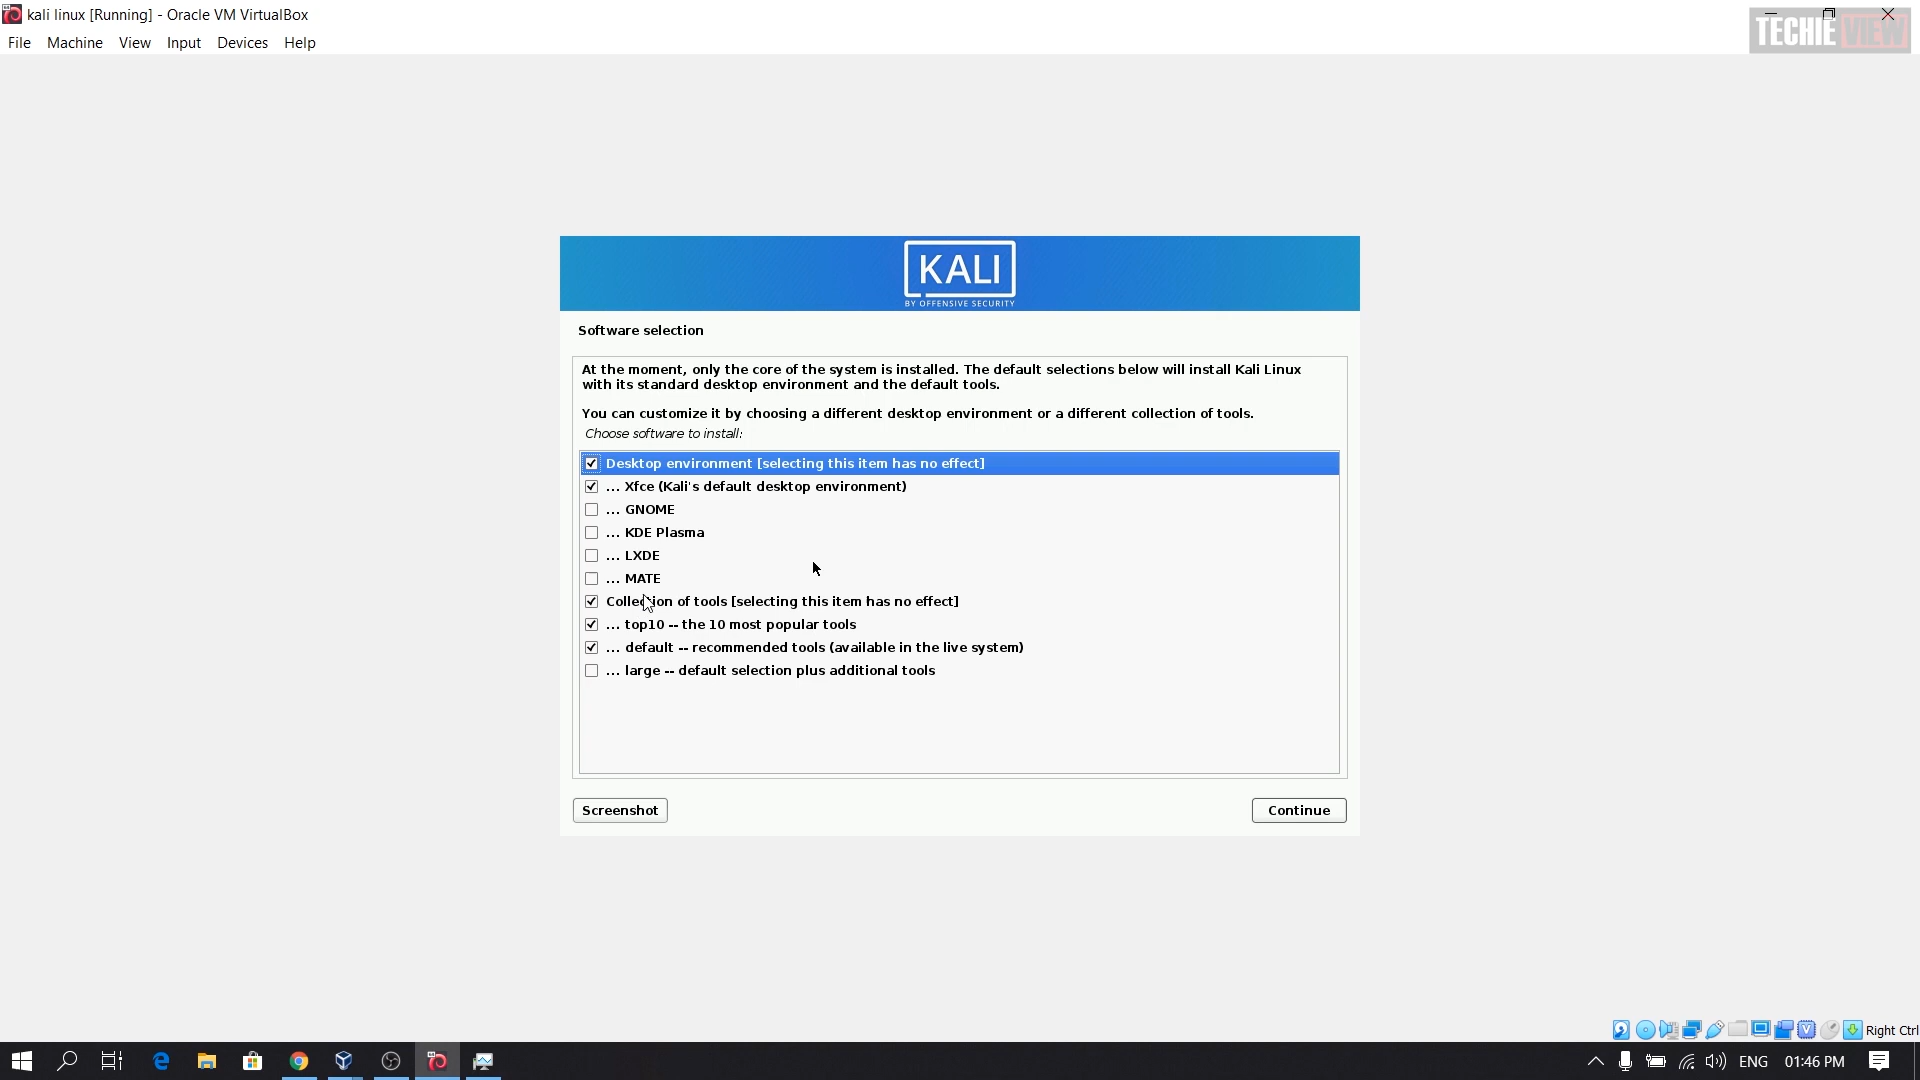 kali linux [Running] - Oracle VM VirtualBox
TECHIE VIEW
File Machine View Input Devices Help
KALI
BY OFFENSIVE SECURITY
Software selection
At the moment, only the core of the system is installed. The default selections below will install Kali Linux
with its standard desktop environment and the default tools.
You can customize it by choosing a different desktop environment or a different collection of tools.
Choose software to install:
Desktop environment [selecting this item has no effect]
... Xfce (Kali's default desktop environment)
... GNOME
... KDE Plasma
... LXDE
... MATE
Collection of tools [selecting this item has no effect]
... top10 -- the 10 most popular tools
... default -- recommended tools (available in the live system)
... large -- default selection plus additional tools
Screenshot Continue
Right Ctrl
ENG 01:46 PM